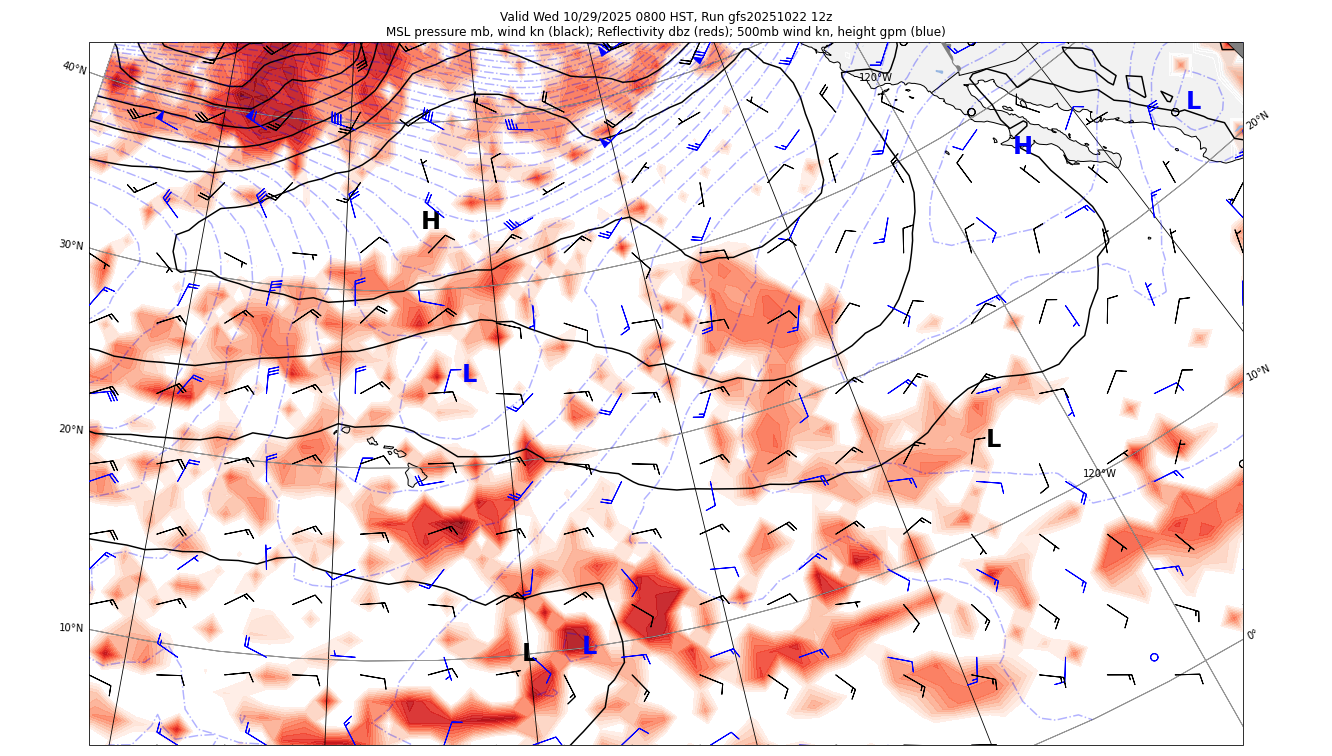 Valid Wed 10/29/2025 0800 HST, Run gfs20251022 12z
MSL pressure mb, wind kn (black); Reflectivity dbz (reds); 500mb wind kn, height gpm (blue)
40°N
120°W
L
20°N
H
H
30°N
L
10°N
20°N
L
120°W
10°N
0°
L
L